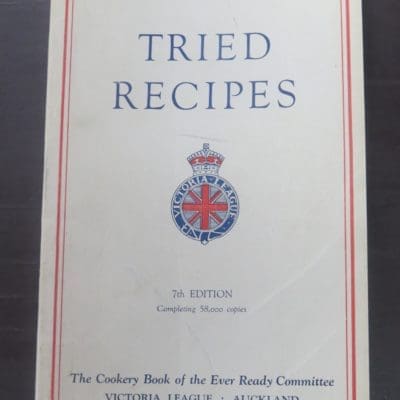 TRIED
RECIPES
VICTORIA · LEAGUE
7th EDITION
Completing 58,000 copies
The Cookery Book of the Ever Ready Committee
VICTORIA LEAGUE : AUCKLAND